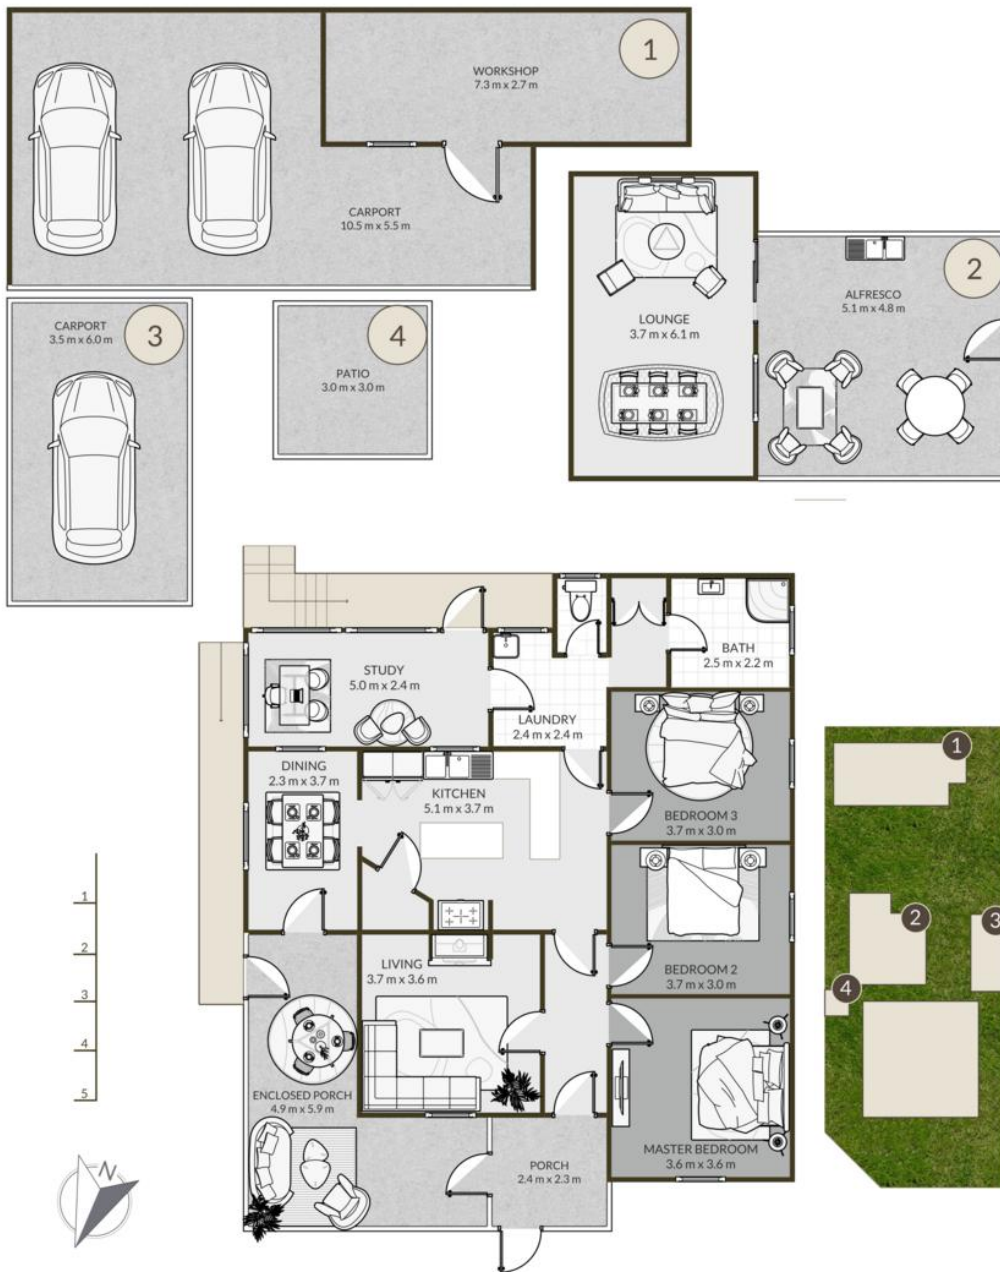 WORKSHOP
7.3 m x 2.7 m
1
CARPORT
10.5 m x 5.5 m
2
ALFRESCO
5.1 m x 4.8 m
LOUNGE
3.7 m x 6.1 m
CARPORT
3.5 m x 6.0 m
3
4
PATIO
3.0 m x 3.0 m
STUDY
5.0 m x 2.4 m
BATH
2.5 m x 2.2 m
LAUNDRY
2.4 m x 2.4 m
DINING
2.3 m x 3.7 m
KITCHEN
5.1 m x 3.7 m
BEDROOM 3
3.7 m x 3.0 m
LIVING
3.7 m x 3.6 m
BEDROOM 2
3.7 m x 3.0 m
ENCLOSED PORCH
4.9 m x 5.9 m
MASTER BEDROOM
3.6 m x 3.6 m
PORCH
2.4 m x 2.3 m
1
2
3
4
5
N
1
2
3
4